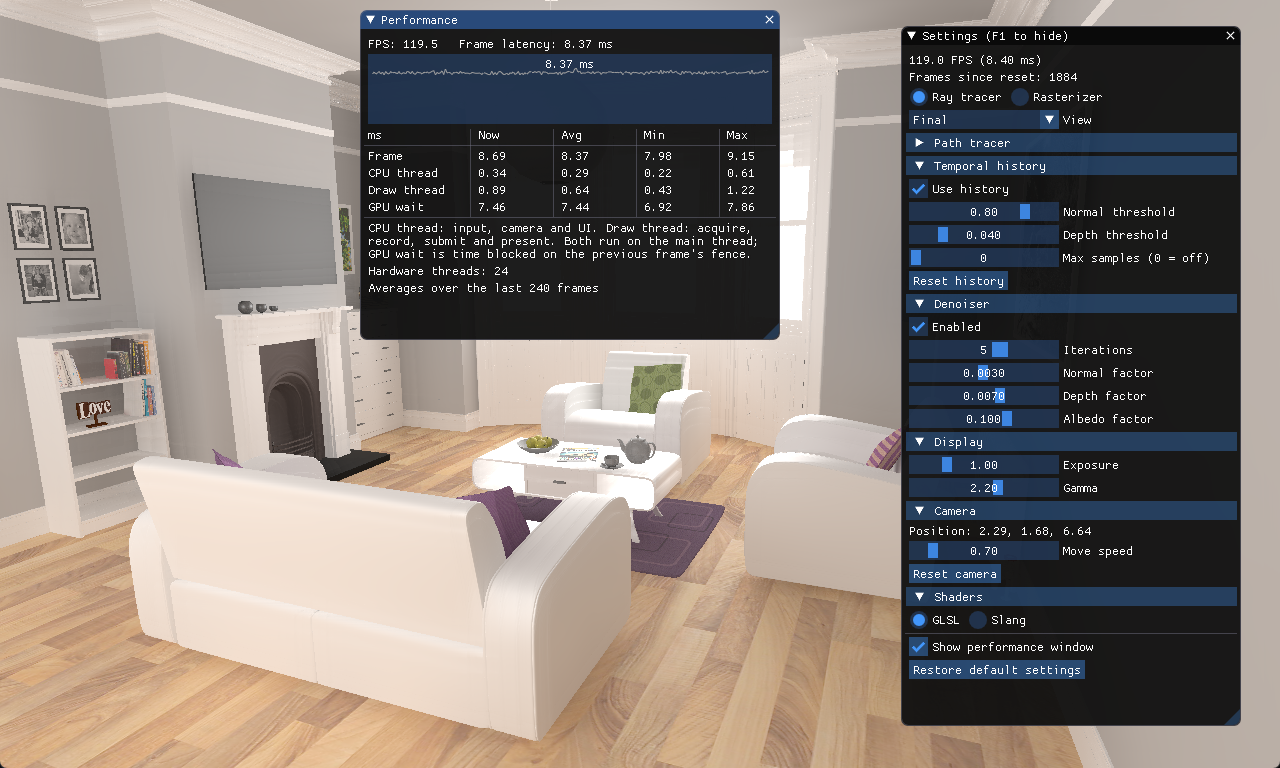 Performance
FPS: 119.5 Frame latency: 8.37 ms
8.37 ms
ms Now Avg Min Max
Frame 8.69 8.37 7.98 9.15
CPU thread 0.34 0.29 0.22 0.61
Draw thread 0.89 0.64 0.43 1.22
GPU wait 7.46 7.44 6.92 7.86
CPU thread: input, camera and UI. Draw thread: acquire,
record, submit and present. Both run on the main thread;
GPU wait is time blocked on the previous frame's fence.
Hardware threads: 24
Averages over the last 240 frames
Settings (F1 to hide)
119.0 FPS (8.40 ms)
Frames since reset: 1884
Ray tracer Rasterizer
Final View
Path tracer
Temporal history
Use history
0.80 Normal threshold
0.040 Depth threshold
0 Max samples (0 = off)
Reset history
Denoiser
Enabled
5 Iterations
0.0030 Normal factor
0.0070 Depth factor
0.100 Albedo factor
Display
1.00 Exposure
2.20 Gamma
Camera
Position: 2.29, 1.68, 6.64
0.70 Move speed
Reset camera
Shaders
GLSL Slang
Show performance window
Restore default settings
Love